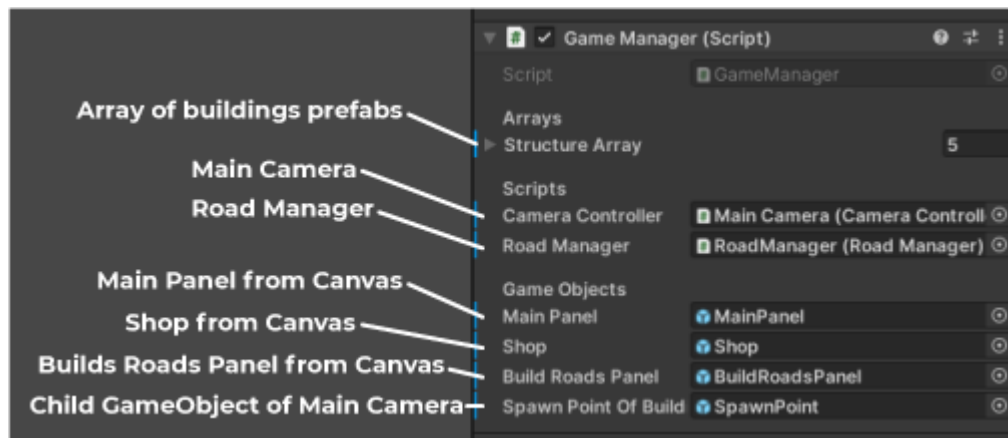 Game Manager (Script)
Script GameManager
Array of buildings prefabs
Arrays
Structure Array 5
Main Camera
Scripts
Road Manager
Camera Controller Main Camera (Camera Controll
Road Manager RoadManager (Road Manager)
Main Panel from Canvas
Game Objects
Main Panel MainPanel
Shop from Canvas
Shop Shop
Builds Roads Panel from Canvas
Build Roads Panel BuildRoadsPanel
Child GameObject of Main Camera
Spawn Point Of Build SpawnPoint